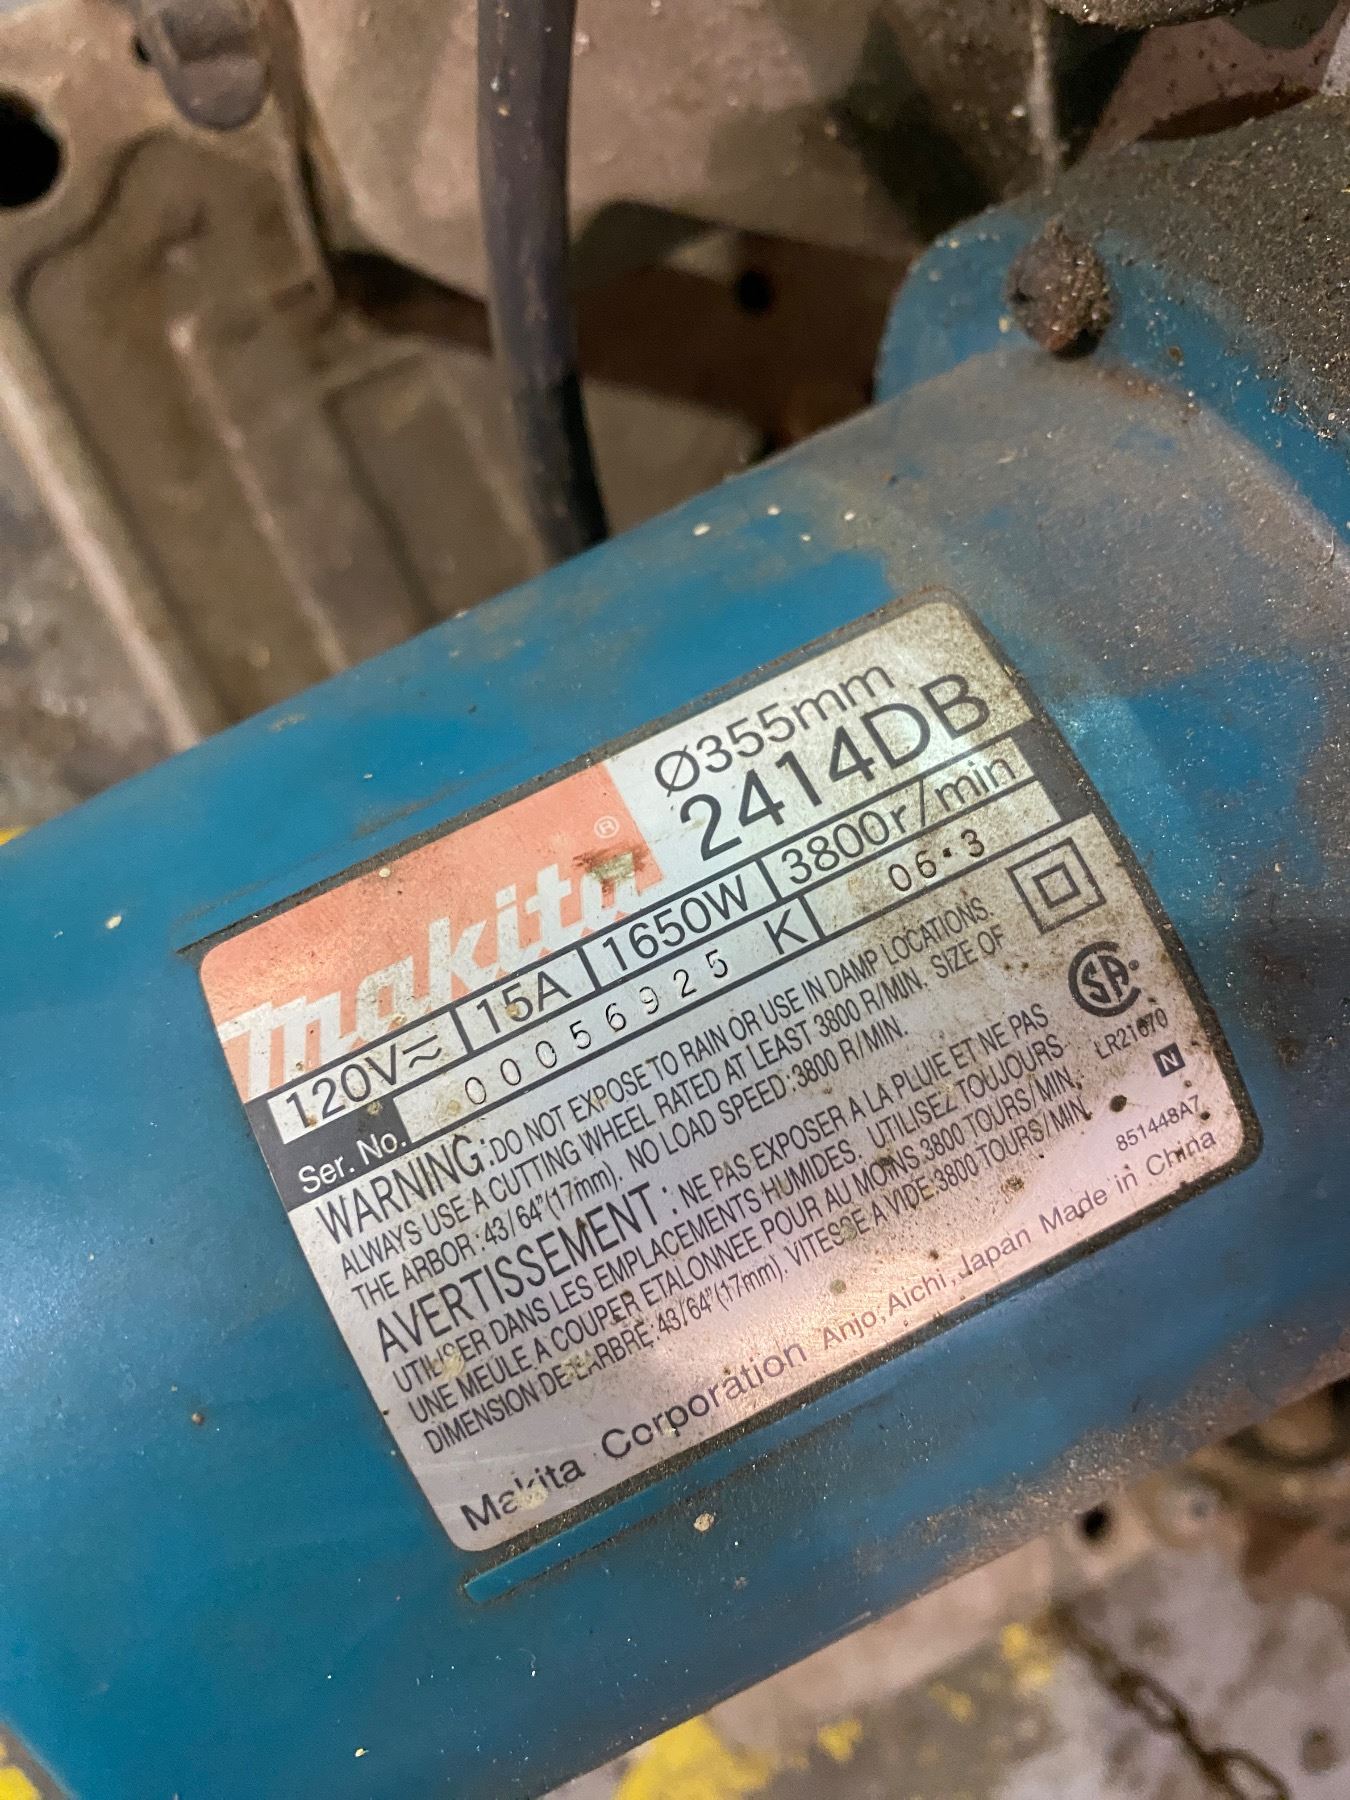 makita®
Ø355mm
2414DB
120V≂ 15A 1650W 3800r/min
Ser. No. 0056925 K 06·3
WARNING:DO NOT EXPOSE TO RAIN OR USE IN DAMP LOCATIONS.
ALWAYS USE A CUTTING WHEEL RATED AT LEAST 3800 R/MIN. SIZE OF
THE ARBOR:43/64"(17mm). NO LOAD SPEED:3800 R/MIN.
AVERTISSEMENT: NE PAS EXPOSER A LA PLUIE ET NE PAS
UTILISER DANS LES EMPLACEMENTS HUMIDES. UTILISEZ TOUJOURS
UNE MEULE A COUPER ETALONNEE POUR AU MOINS 3800 TOURS/MIN.
DIMENSION DE L'ARBRE:43/64"(17mm). VITESSE A VIDE:3800 TOURS/MIN.
SA
LR21070
N
851448A7
Makita Corporation Anjo, Aichi, Japan Made in China